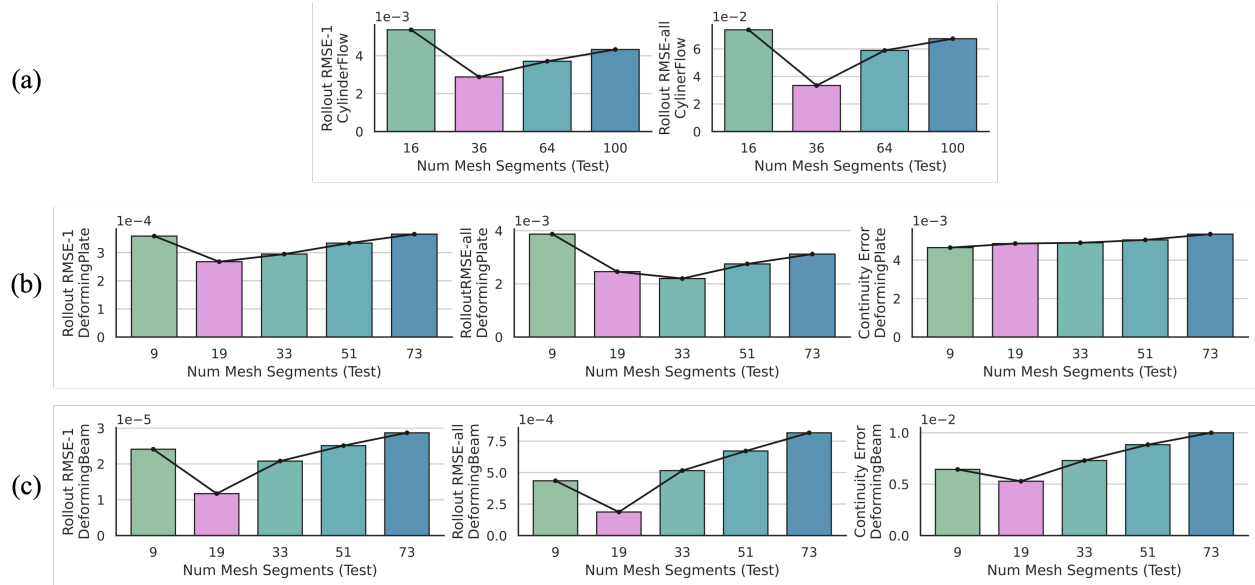 (a)
1e−3
Rollout RMSE-1
CylinderFlow
4
2
0
16 36 64 100
Num Mesh Segments (Test)
1e−2
Rollout RMSE-all
CylinerFlow
6
4
2
0
16 36 64 100
Num Mesh Segments (Test)
(b)
1e−4
Rollout RMSE-1
DeformingPlate
3
2
1
0
9 19 33 51 73
Num Mesh Segments (Test)
1e−3
RolloutRMSE-all
DeformingPlate
4
2
0
9 19 33 51 73
Num Mesh Segments (Test)
1e−3
Continuity Error
DeformingPlate
4
2
0
9 19 33 51 73
Num Mesh Segments (Test)
(c)
1e−5
Rollout RMSE-1
DeformingBeam
3
2
1
0
9 19 33 51 73
Num Mesh Segments (Test)
1e−4
Rollout RMSE-all
DeformingBeam
7.5
5.0
2.5
0.0
9 19 33 51 73
Num Mesh Segments (Test)
1e−2
Continuity Error
DeformingBeam
1.0
0.5
0.0
9 19 33 51 73
Num Mesh Segments (Test)